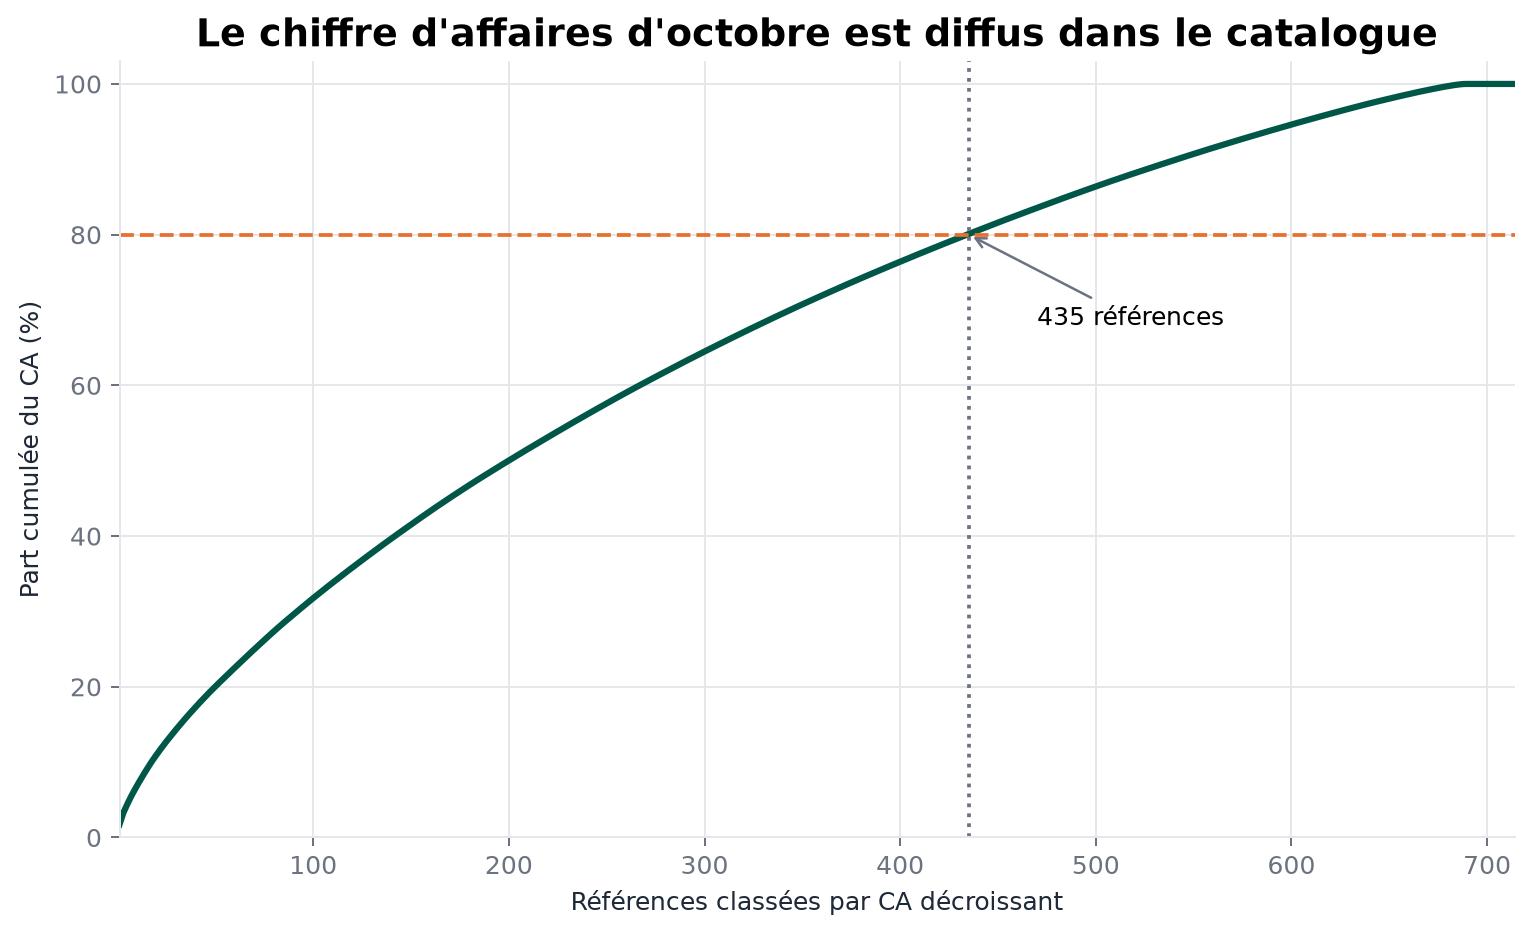 Le chiffre d'affaires d'octobre est diffus dans le catalogue
100
80
60
40
20
0
Part cumulée du CA (%)
435 références
100 200 300 400 500 600 700
Références classées par CA décroissant